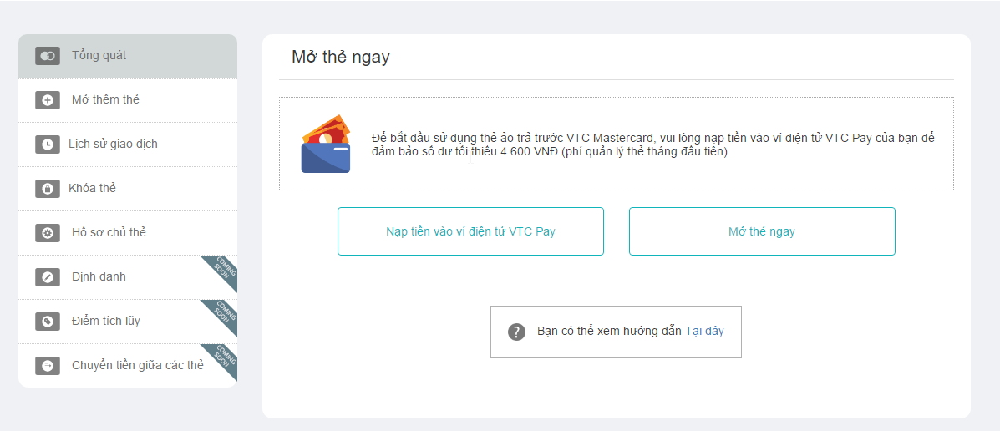 Tổng quát
Mở thêm thẻ
Lịch sử giao dịch
Khóa thẻ
Hồ sơ chủ thẻ
Định danh
COMING
SOON
Điểm tích lũy
COMING
SOON
Chuyển tiền giữa các thẻ
COMING
SOON
Mở thẻ ngay
Để bắt đầu sử dụng thẻ ảo trả trước VTC Mastercard, vui lòng nạp tiền vào ví điện tử VTC Pay của bạn để
đảm bảo số dư tối thiểu 4.600 VNĐ (phí quản lý thẻ tháng đầu tiên)
Nạp tiền vào ví điện tử VTC Pay
Mở thẻ ngay
Bạn có thể xem hướng dẫn Tại đây